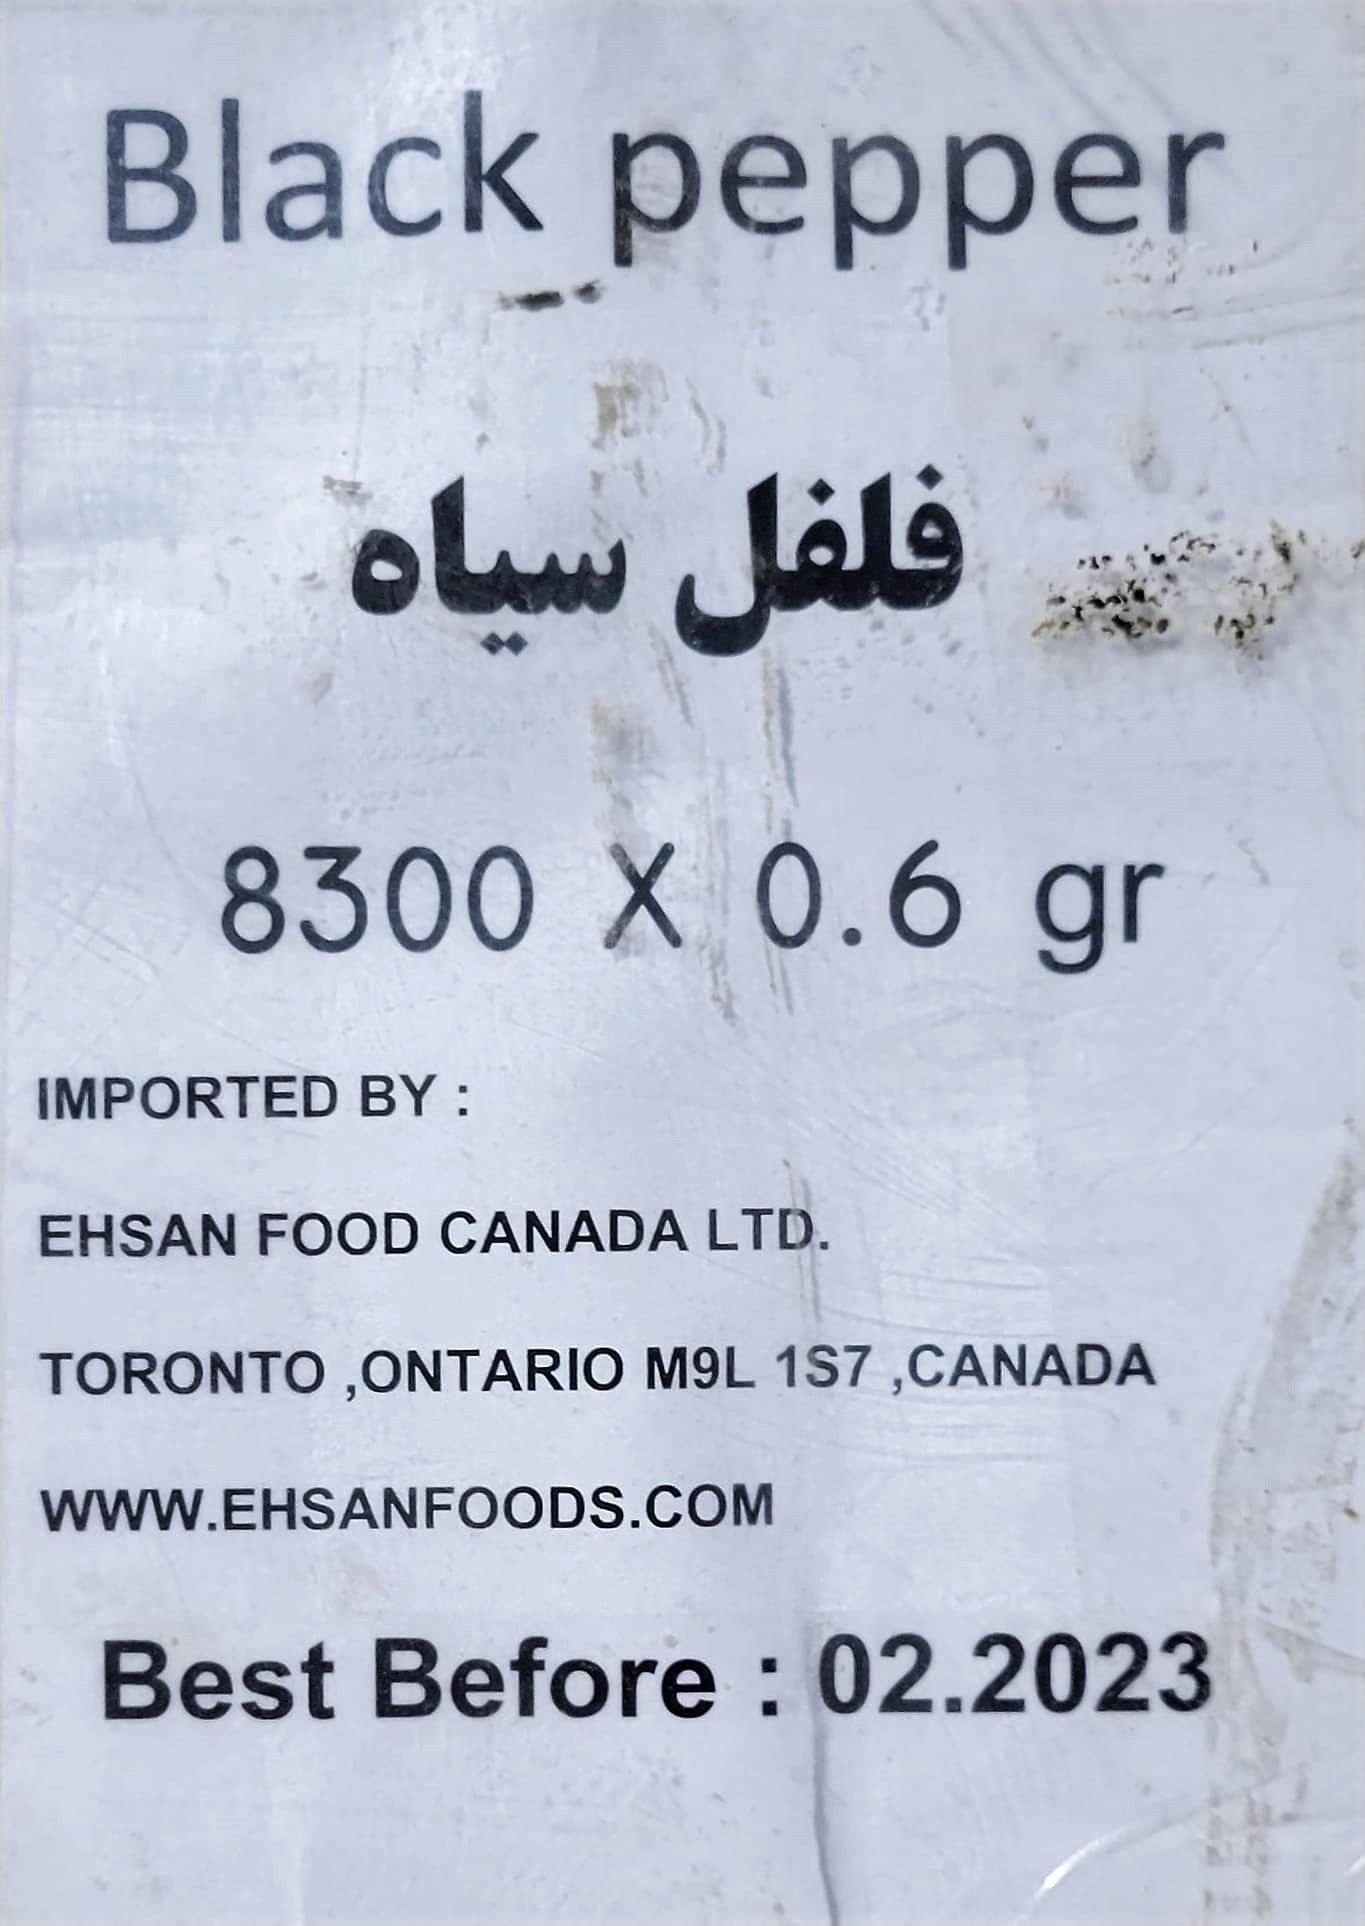 Black pepper
فلفل سیاه
8300 X 0.6 gr
IMPORTED BY :
EHSAN FOOD CANADA LTD.
TORONTO ,ONTARIO M9L 1S7 ,CANADA
WWW.EHSANFOODS.COM
Best Before : 02.2023